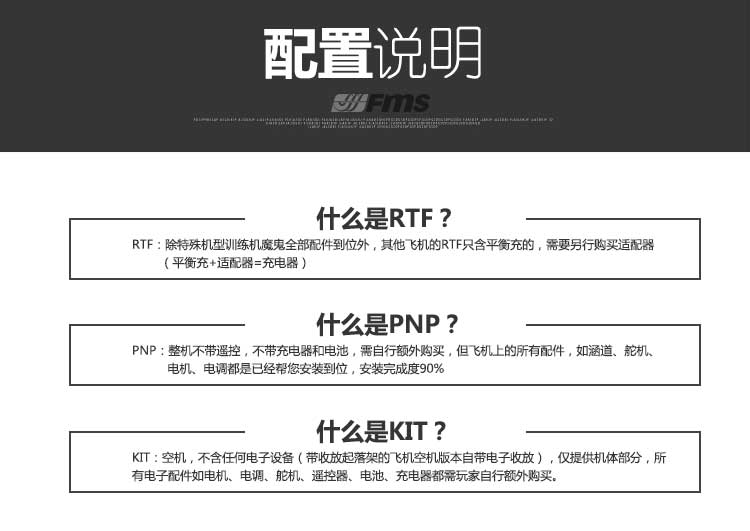 配置说明
Fms
什么是RTF？
RTF：除特殊机型训练机魔鬼全部配件到位外，其他飞机的RTF只含平衡充的，需要另行购买适配器
（平衡充+适配器=充电器）
什么是PNP？
PNP：整机不带遥控，不带充电器和电池，需自行额外购买，但飞机上的所有配件，如涵道、舵机、
电机、电调都是已经帮您安装到位，安装完成度90%
什么是KIT？
KIT：空机，不含任何电子设备（带收放起落架的飞机空机版本自带电子收放），仅提供机体部分，所
有电子配件如电机、电调、舵机、遥控器、电池、充电器都需玩家自行额外购买。